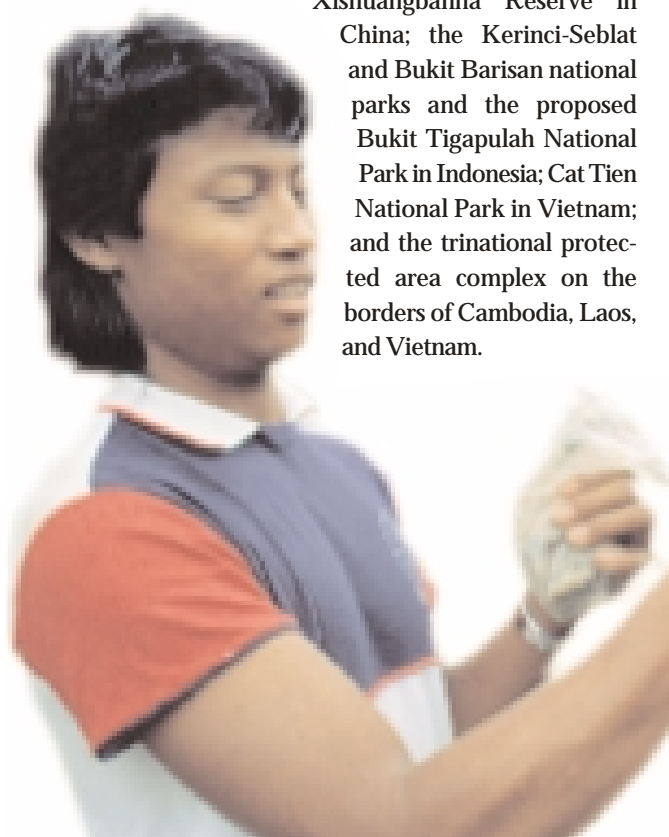 Xishuangbanna Reserve in
China; the Kerinci-Seblat
and Bukit Barisan national
parks and the proposed
Bukit Tigapulah National
Park in Indonesia; Cat Tien
National Park in Vietnam;
and the trinational protec-
ted area complex on the
borders of Cambodia, Laos,
and Vietnam.